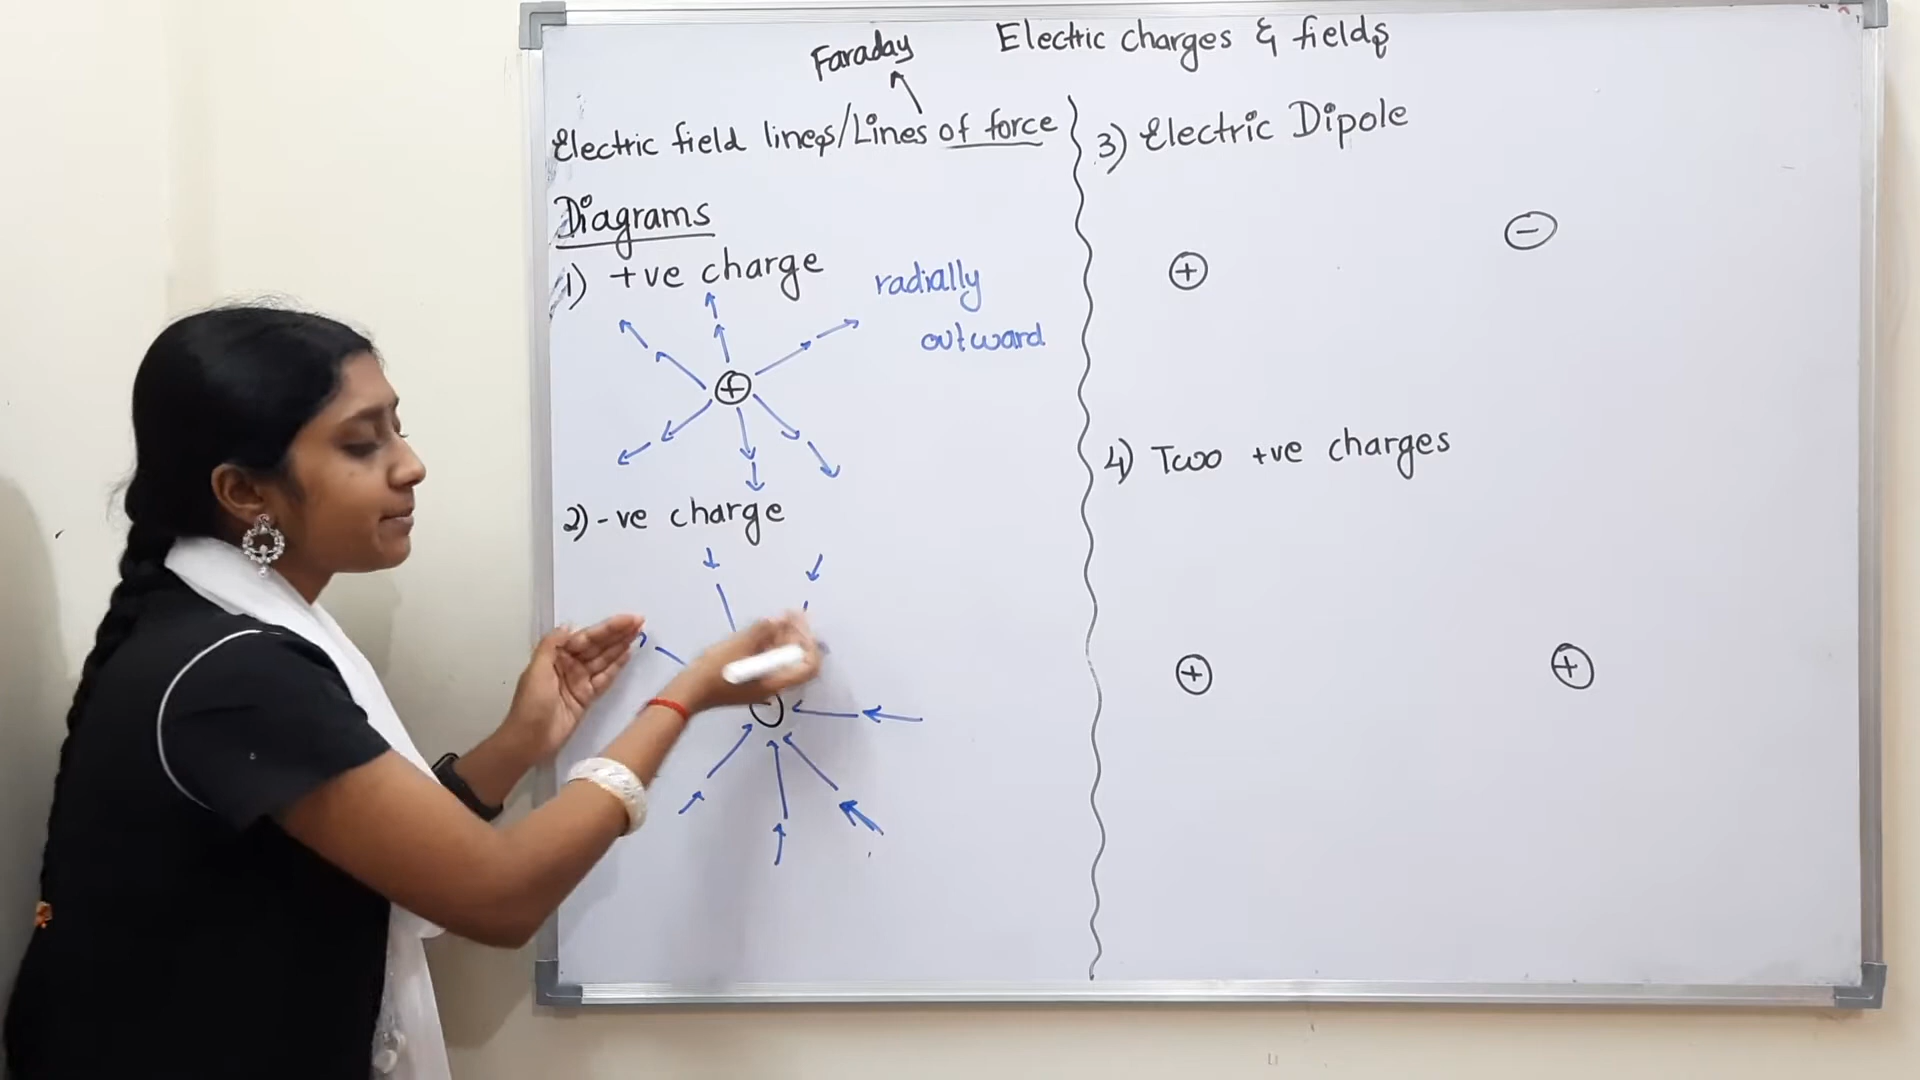 Electric charges & fields
Faraday
Electric field lines/Lines of force
Diagrams
1) +ve charge
radially
outward
+
2) -ve charge
-
3) Electric Dipole
+ -
4) Two +ve charges
+ +